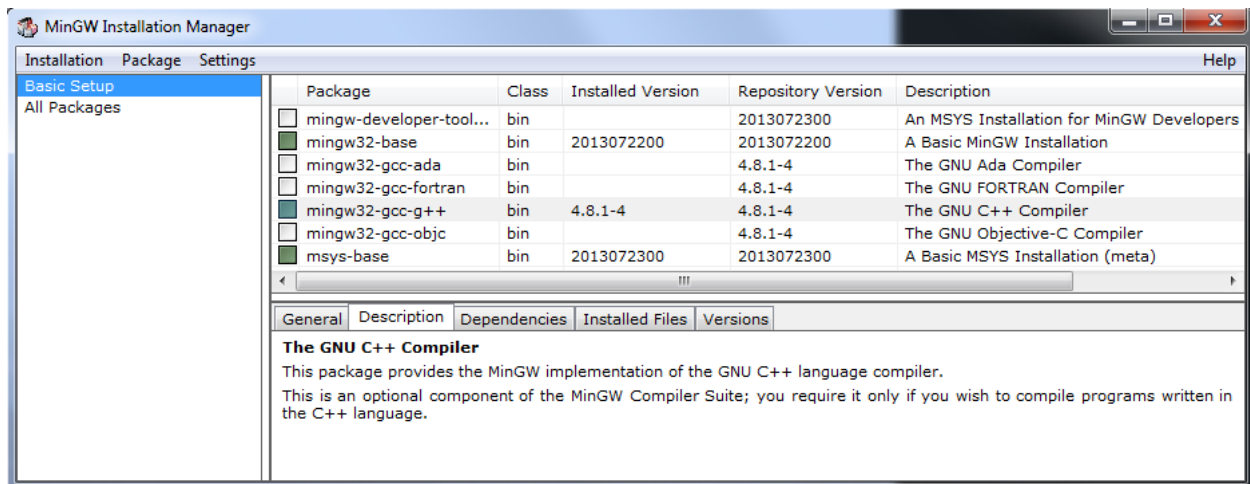 MinGW Installation Manager
Installation Package Settings Help
Basic Setup
All Packages
Package Class Installed Version Repository Version Description
mingw-developer-tool... bin 2013072300 An MSYS Installation for MinGW Developers
mingw32-base bin 2013072200 2013072200 A Basic MinGW Installation
mingw32-gcc-ada bin 4.8.1-4 The GNU Ada Compiler
mingw32-gcc-fortran bin 4.8.1-4 The GNU FORTRAN Compiler
mingw32-gcc-g++ bin 4.8.1-4 4.8.1-4 The GNU C++ Compiler
mingw32-gcc-objc bin 4.8.1-4 The GNU Objective-C Compiler
msys-base bin 2013072300 2013072300 A Basic MSYS Installation (meta)
General Description Dependencies Installed Files Versions
The GNU C++ Compiler
This package provides the MinGW implementation of the GNU C++ language compiler.
This is an optional component of the MinGW Compiler Suite; you require it only if you wish to compile programs written in
the C++ language.